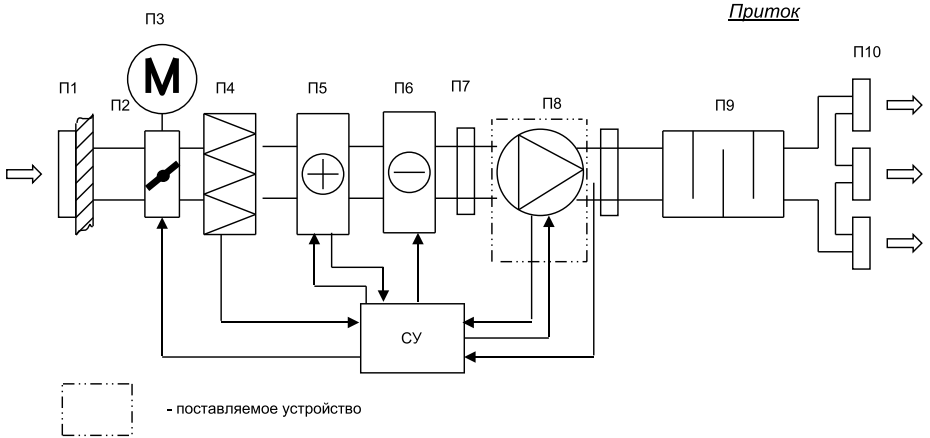 Приток
П3
П10
П1
П2
П4
П5
П6
П7
П8
П9
М
СУ
- поставляемое устройство